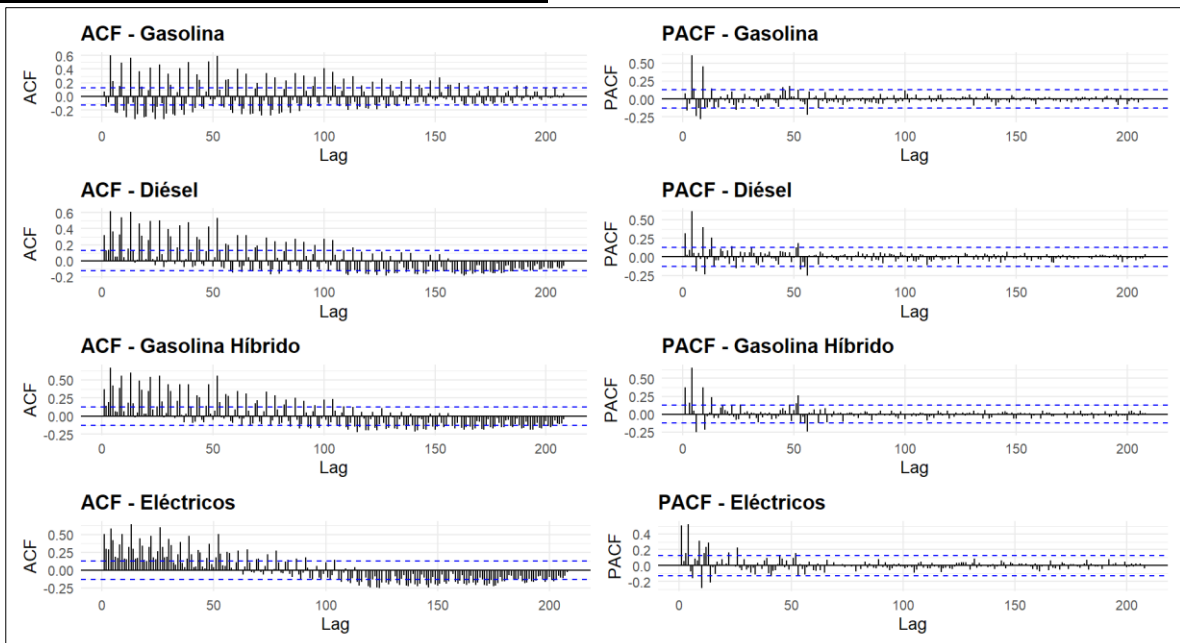 ACF - Gasolina
ACF
0.6
0.4
0.2
0.0
-0.2
0 50 100 150 200
Lag
PACF - Gasolina
PACF
0.50
0.25
0.00
-0.25
0 50 100 150 200
Lag
ACF - Diésel
ACF
0.6
0.4
0.2
0.0
-0.2
0 50 100 150 200
Lag
PACF - Diésel
PACF
0.50
0.25
0.00
-0.25
0 50 100 150 200
Lag
ACF - Gasolina Híbrido
ACF
0.50
0.25
0.00
-0.25
0 50 100 150 200
Lag
PACF - Gasolina Híbrido
PACF
0.50
0.25
0.00
-0.25
0 50 100 150 200
Lag
ACF - Eléctricos
ACF
0.50
0.25
0.00
-0.25
0 50 100 150 200
Lag
PACF - Eléctricos
PACF
0.4
0.2
0.0
-0.2
0 50 100 150 200
Lag